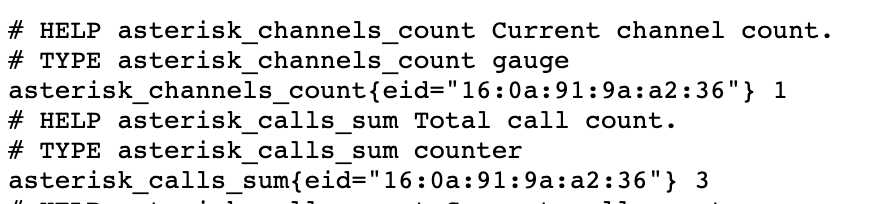 # HELP asterisk_channels_count Current channel count.
# TYPE asterisk_channels_count gauge
asterisk_channels_count{eid="16:0a:91:9a:a2:36"} 1
# HELP asterisk_calls_sum Total call count.
# TYPE asterisk_calls_sum counter
asterisk_calls_sum{eid="16:0a:91:9a:a2:36"} 3